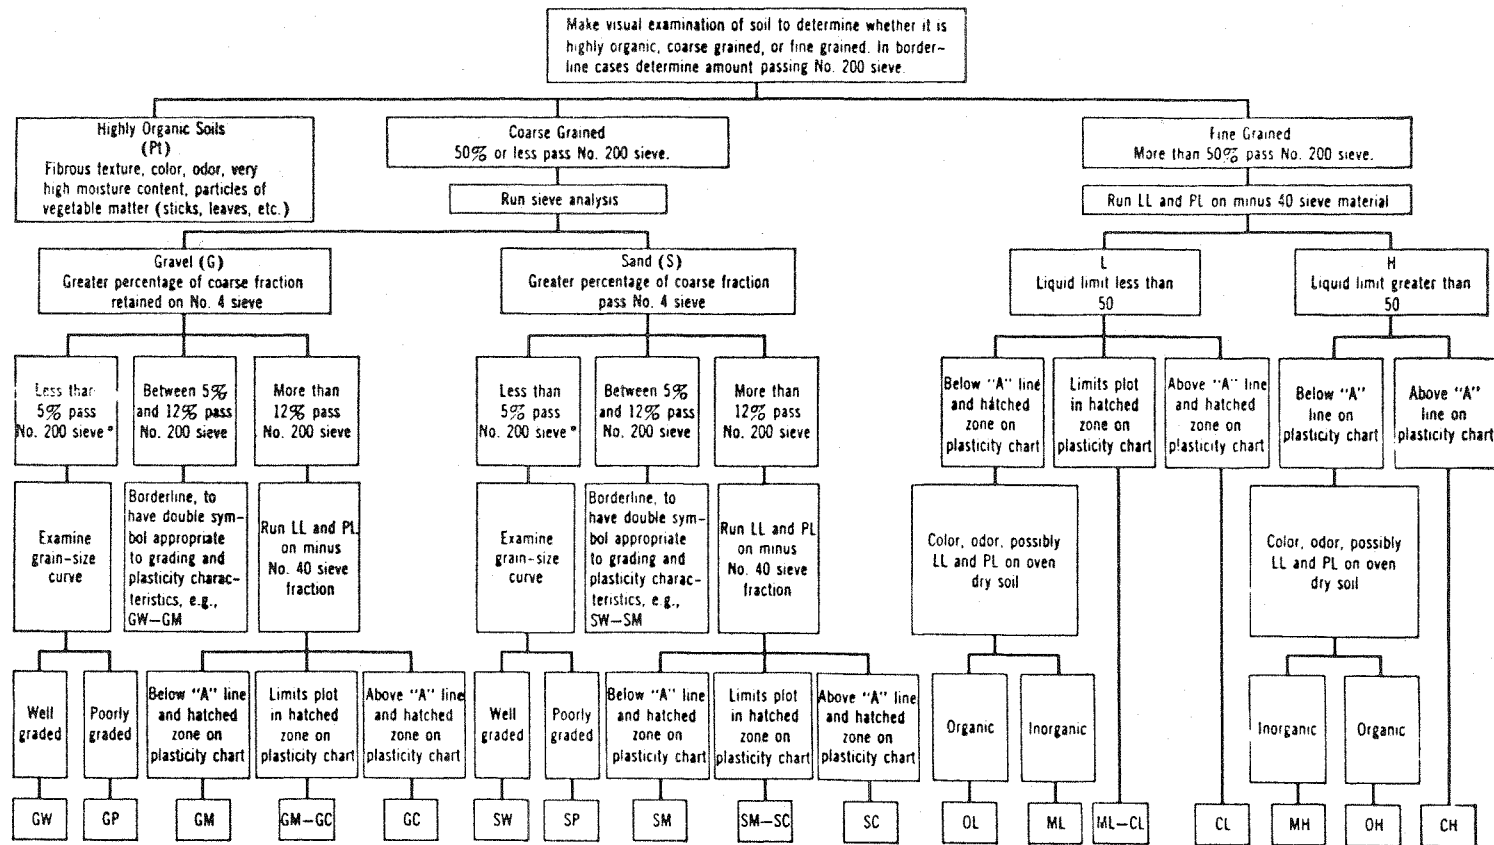 Make visual examination of soil to determine whether it is
highly organic, coarse grained, or fine grained. In border-
line cases determine amount passing No. 200 sieve.
Highly Organic Soils
(Pt)
Fibrous texture, color, odor, very
high moisture content, particles of
vegetable matter (sticks, leaves, etc.)
Coarse Grained
50% or less pass No. 200 sieve.
Fine Grained
More than 50% pass No. 200 sieve.
Run sieve analysis
Run LL and PL on minus 40 sieve material
Gravel (G)
Greater percentage of coarse fraction
retained on No. 4 sieve
Sand (S)
Greater percentage of coarse fraction
pass No. 4 sieve
L
Liquid limit less than
50
H
Liquid limit greater than
50
Less than
5% pass
No. 200 sieve*
Between 5%
and 12% pass
No. 200 sieve
More than
12% pass
No. 200 sieve
Less than
5% pass
No. 200 sieve*
Between 5%
and 12% pass
No. 200 sieve
More than
12% pass
No. 200 sieve
Below "A" line
and hatched
zone on
plasticity chart
Limits plot
in hatched
zone on
plasticity chart
Above "A" line
and hatched
zone on
plasticity chart
Below "A"
line on
plasticity chart
Above "A"
line on
plasticity chart
Examine
grain-size
curve
Borderline, to
have double sym-
bol appropriate
to grading and
plasticity charac-
teristics, e.g.,
GW-GM
Run LL and PL
on minus
No. 40 sieve
fraction
Examine
grain-size
curve
Borderline, to
have double sym-
bol appropriate
to grading and
plasticity charac-
teristics, e.g.,
SW-SM
Run LL and PL
on minus
No. 40 sieve
fraction
Color, odor, possibly
LL and PL on oven
dry soil
Color, odor, possibly
LL and PL on oven
dry soil
Well
graded
Poorly
graded
Below "A" line
and hatched
zone on
plasticity chart
Limits plot
in hatched
zone on
plasticity chart
Above "A" line
and hatched
zone on
plasticity chart
Well
graded
Poorly
graded
Below "A" line
and hatched
zone on
plasticity chart
Limits plot
in hatched
zone on
plasticity chart
Above "A" line
and hatched
zone on
plasticity chart
Organic
Inorganic
Inorganic
Organic
GW
GP
GM
GM-GC
GC
SW
SP
SM
SM-SC
SC
OL
ML
ML-CL
CL
MH
OH
CH